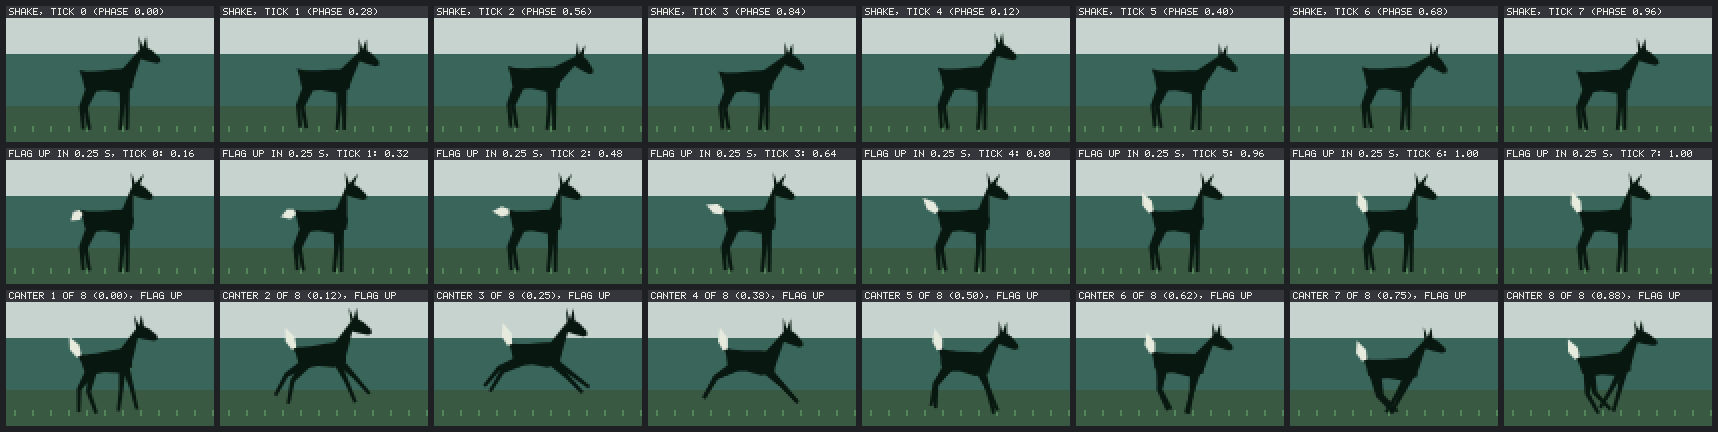 SHAKE, TICK 0 (PHASE 0.00)
SHAKE, TICK 1 (PHASE 0.28)
SHAKE, TICK 2 (PHASE 0.56)
SHAKE, TICK 3 (PHASE 0.84)
SHAKE, TICK 4 (PHASE 0.12)
SHAKE, TICK 5 (PHASE 0.40)
SHAKE, TICK 6 (PHASE 0.68)
SHAKE, TICK 7 (PHASE 0.96)
FLAG UP IN 0.25 S, TICK 0: 0.16
FLAG UP IN 0.25 S, TICK 1: 0.32
FLAG UP IN 0.25 S, TICK 2: 0.48
FLAG UP IN 0.25 S, TICK 3: 0.64
FLAG UP IN 0.25 S, TICK 4: 0.80
FLAG UP IN 0.25 S, TICK 5: 0.96
FLAG UP IN 0.25 S, TICK 6: 1.00
FLAG UP IN 0.25 S, TICK 7: 1.00
CANTER 1 OF 8 (0.00), FLAG UP
CANTER 2 OF 8 (0.12), FLAG UP
CANTER 3 OF 8 (0.25), FLAG UP
CANTER 4 OF 8 (0.38), FLAG UP
CANTER 5 OF 8 (0.50), FLAG UP
CANTER 6 OF 8 (0.62), FLAG UP
CANTER 7 OF 8 (0.75), FLAG UP
CANTER 8 OF 8 (0.88), FLAG UP